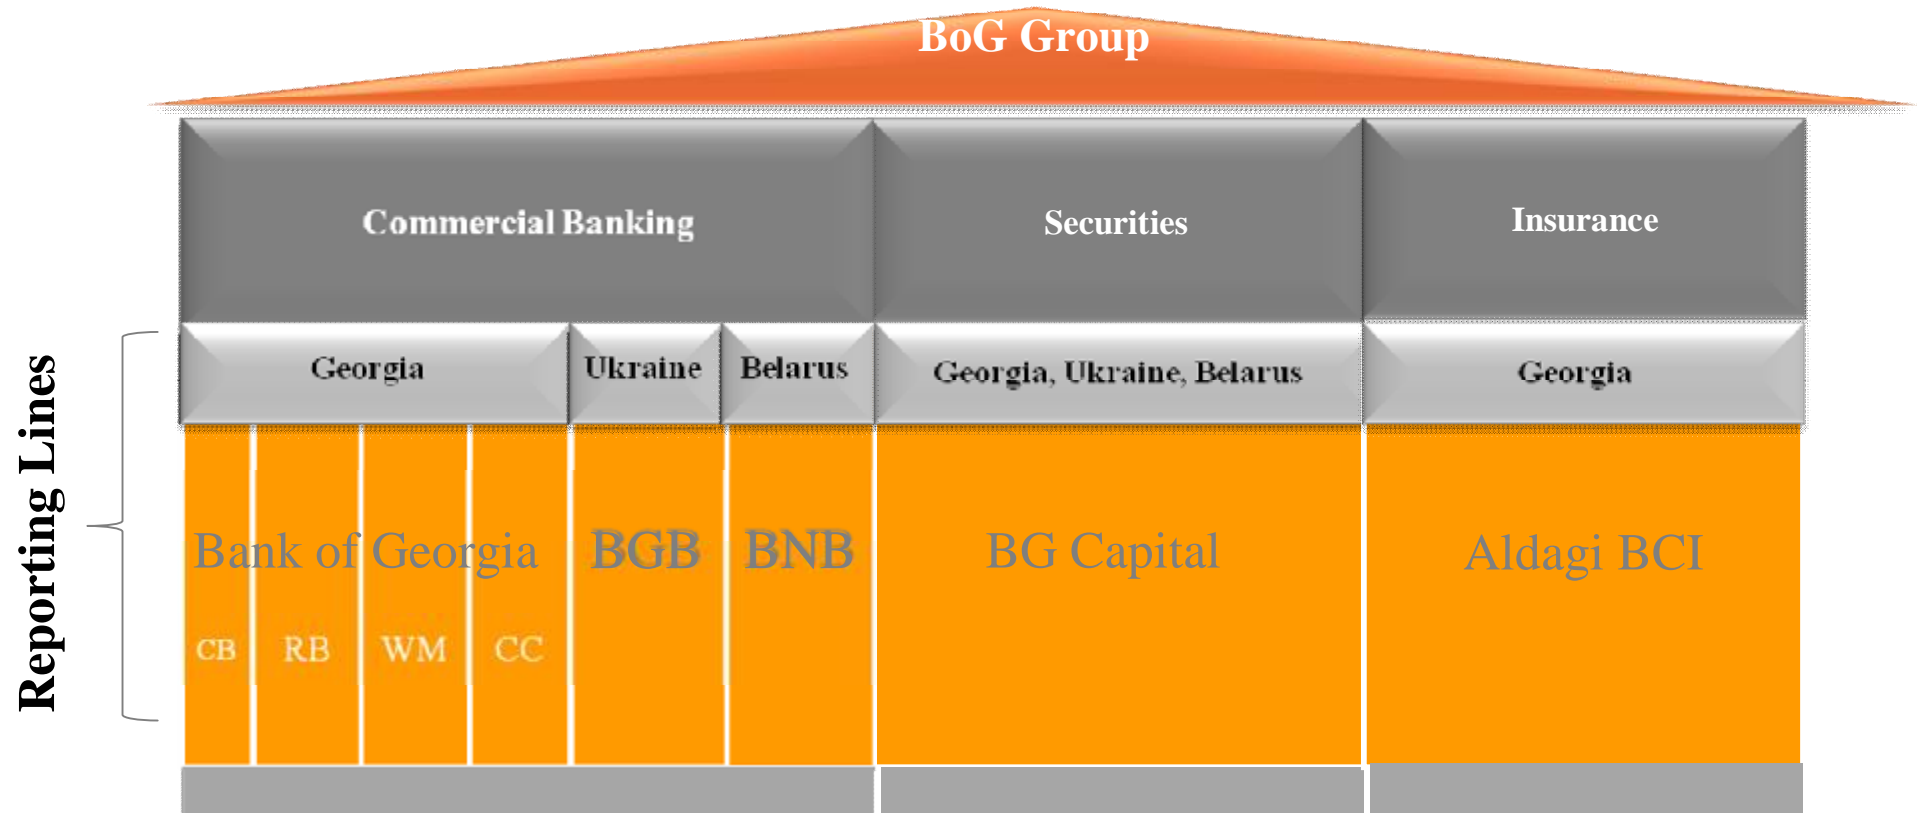 BoG Group
Commercial Banking
Securities
Insurance
Reporting Lines
Georgia
Ukraine
Belarus
Georgia, Ukraine, Belarus
Georgia
Bank of Georgia
BGB
BNB
BG Capital
Aldagi BCI
CB
RB
WM
CC